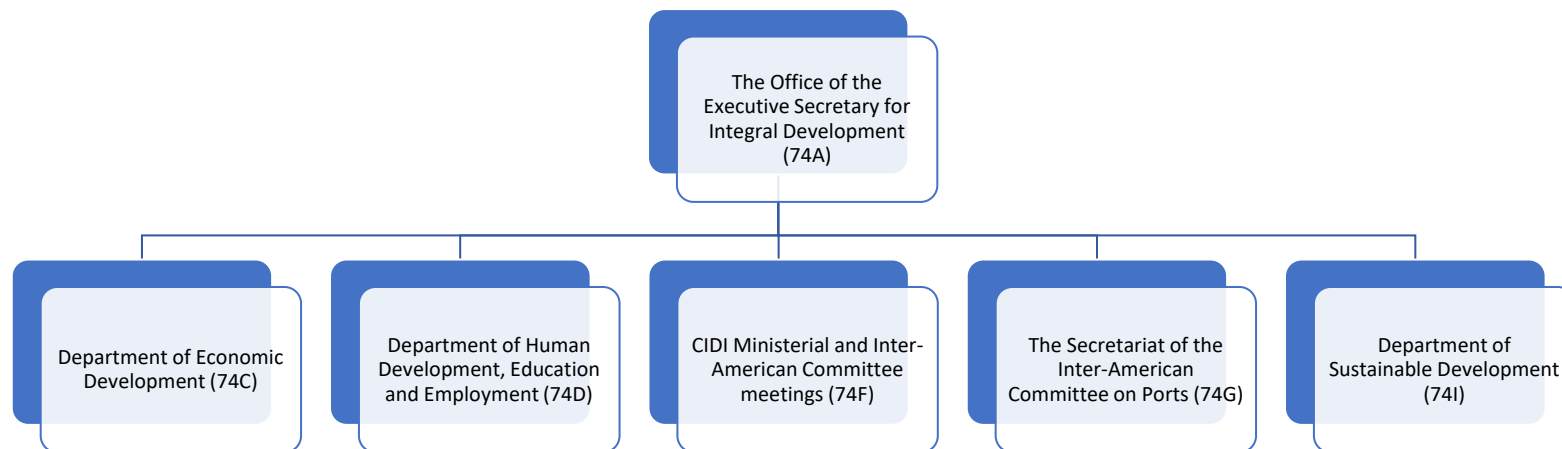 The Office of the
Executive Secretary for
Integral Development
(74A)
Department of Economic
Development (74C)
Department of Human
Development, Education
and Employment (74D)
CIDI Ministerial and Inter-
American Committee
meetings (74F)
The Secretariat of the
Inter-American
Committee on Ports (74G)
Department of
Sustainable Development
(74I)